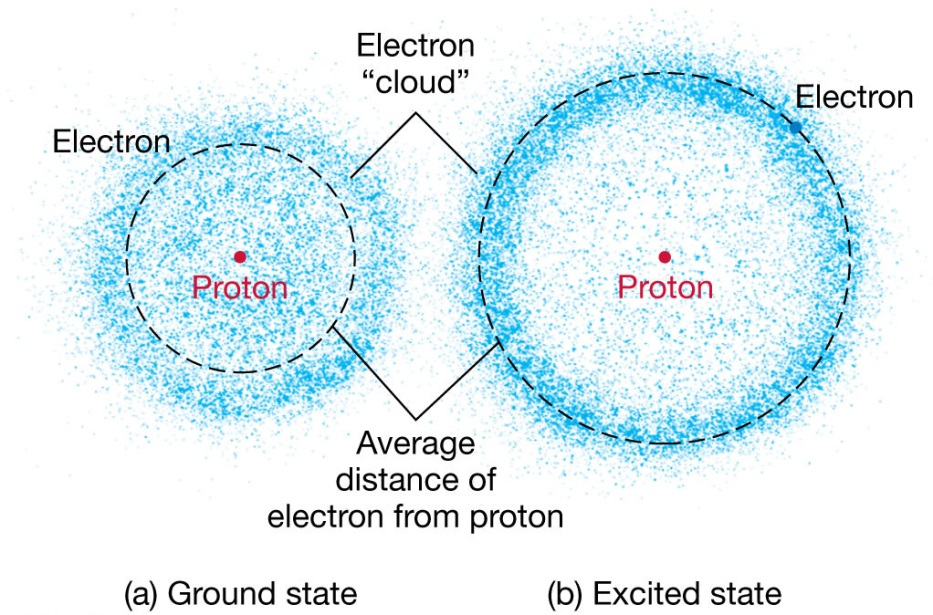 Electron
“cloud”
Electron
Electron
Proton
Proton
Average
distance of
electron from proton
(a) Ground state
(b) Excited state